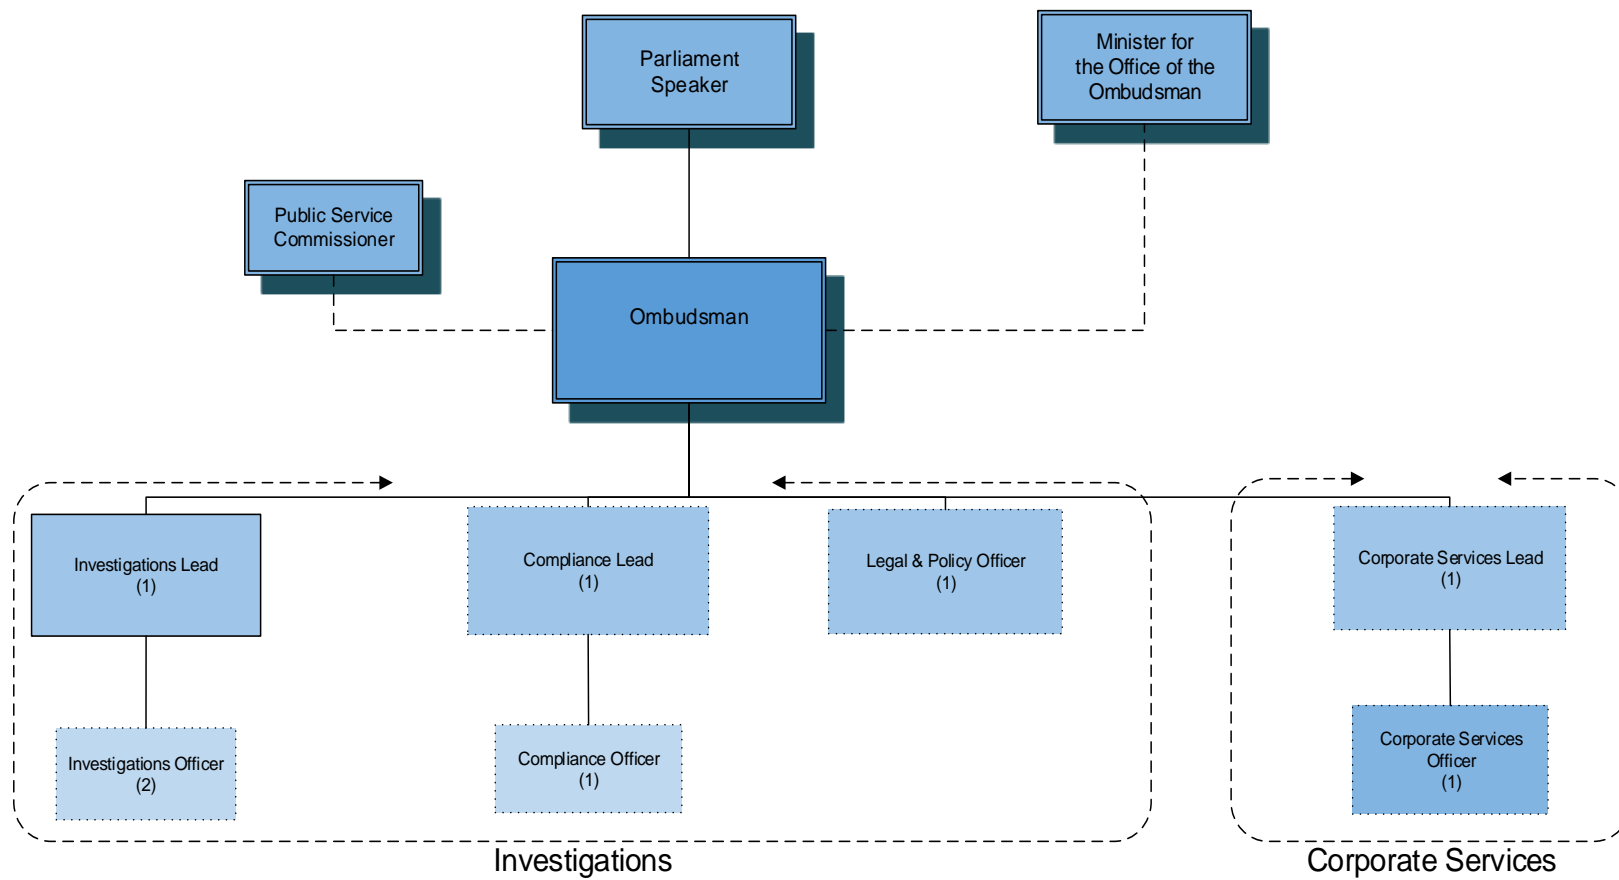 Parliament
Speaker
Minister for
the Office of the
Ombudsman
Public Service
Commissioner
Ombudsman
Investigations Lead
(1)
Compliance Lead
(1)
Legal & Policy Officer
(1)
Corporate Services Lead
(1)
Investigations Officer
(2)
Compliance Officer
(1)
Corporate Services
Officer
(1)
Investigations
Corporate Services